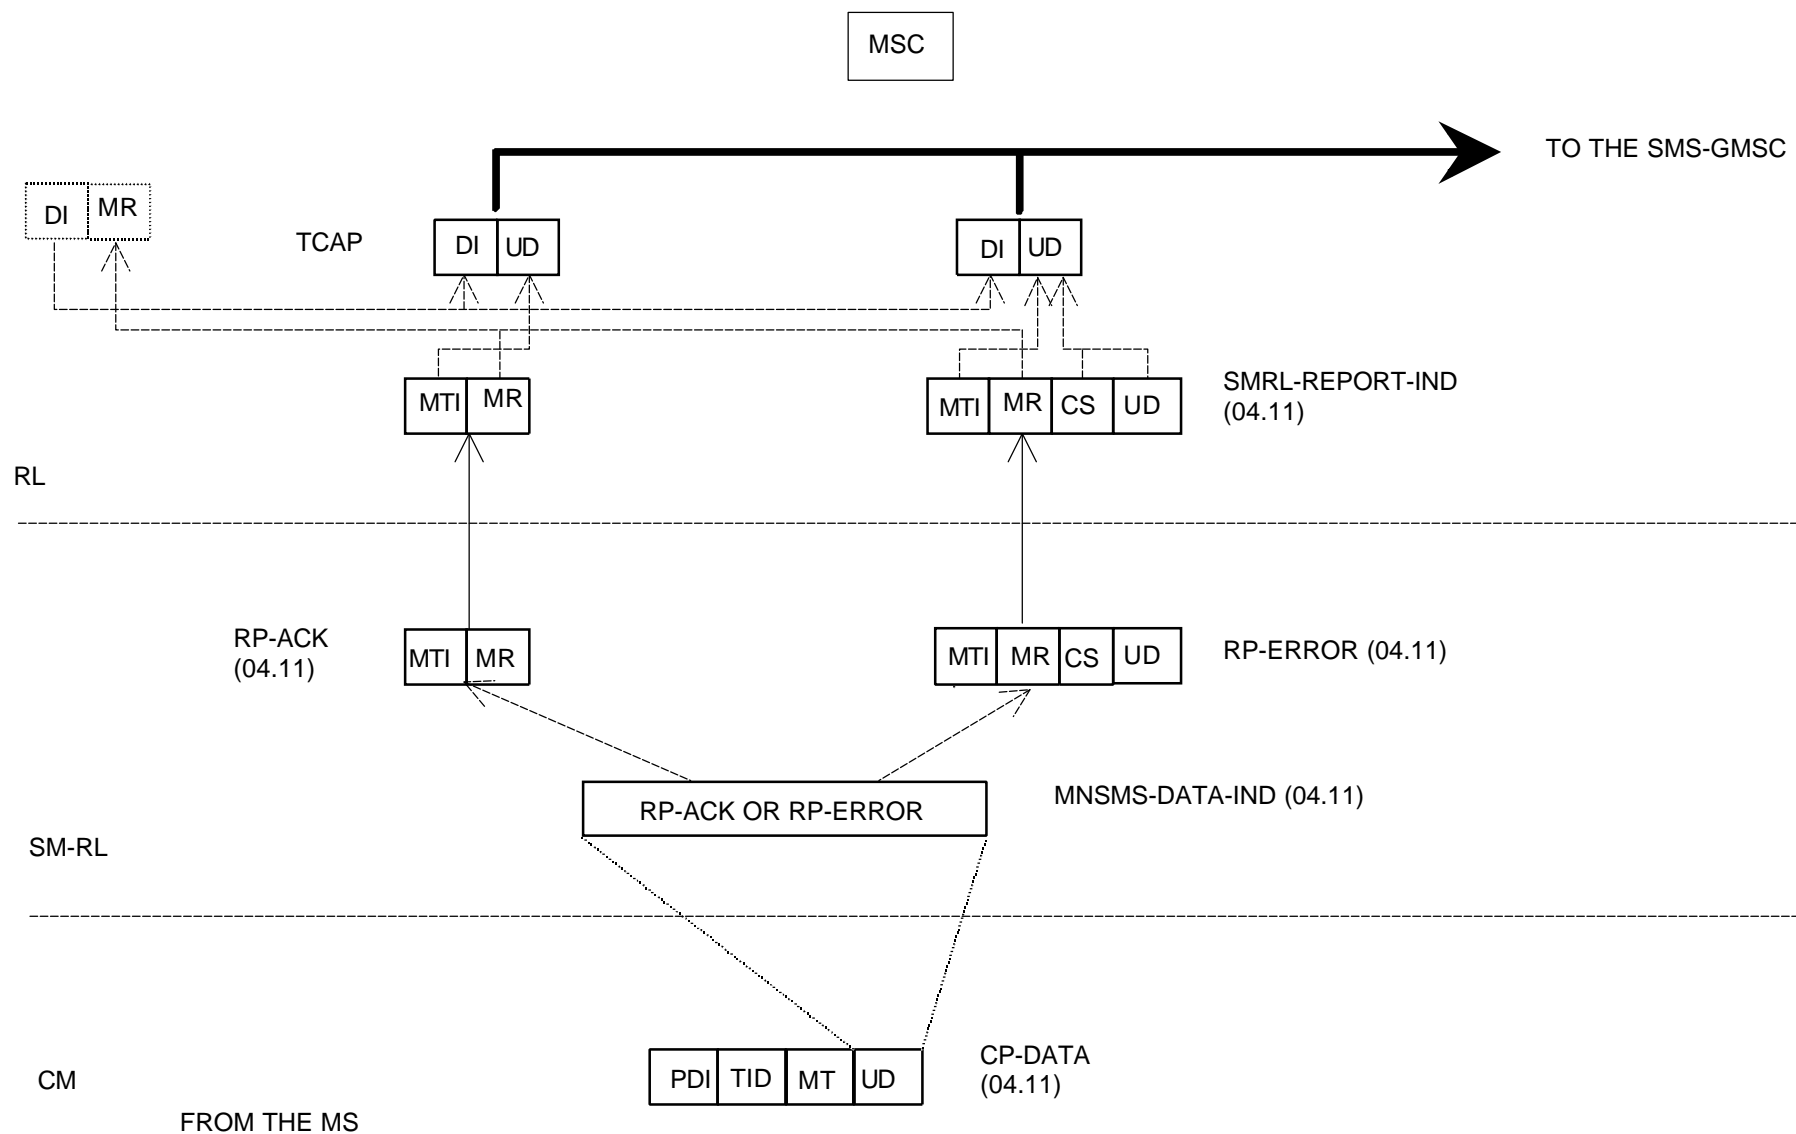 MSC
TO THE SMS-GMSC
DI MR
TCAP
DI UD
DI UD
MTI MR
MTI MR CS UD
SMRL-REPORT-IND
(04.11)
RL
RP-ACK
(04.11)
MTI MR
MTI MR CS UD
RP-ERROR (04.11)
RP-ACK OR RP-ERROR
MNSMS-DATA-IND (04.11)
SM-RL
CM
PDI TID MT UD
CP-DATA
(04.11)
FROM THE MS